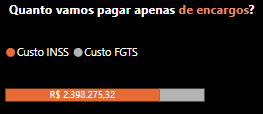 Quanto vamos pagar apenas de encargos?
Custo INSS Custo FGTS
R$ 2.398.275,32